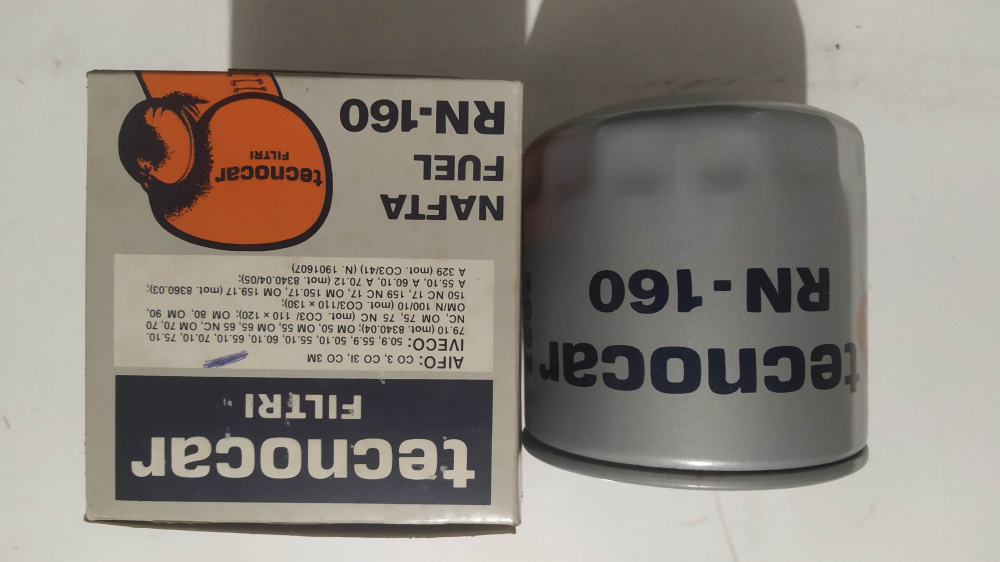 tecnocar
FILTRI
AIFO: CO 3, CO 3I, CO 3M
IVECO: 50.9, 55.9, 50.10, 55.10, 60.10, 65.10, 70.10, 75.10,
79.10 (mot. 8340.04); OM 50, OM 55, OM 65, 65 NC, OM 70, 70
NC, OM 75, 75 NC (mot. CO3/ 110 x 120); OM 80, OM 90,
OM/N 100/10 (mot. CO3/110 x 130);
150 NC 17, 159 NC 17, OM 150.17, OM 159.17 (mot. 8360.03);
A 55.10, A 60.10, A 70.12 (mot. 8340.04/05);
A 329 (mot. CO3/41) (N. 1901607)
NAFTA
FUEL
RN-160
tecnocar
FILTRI
tecnocar
RN - 160